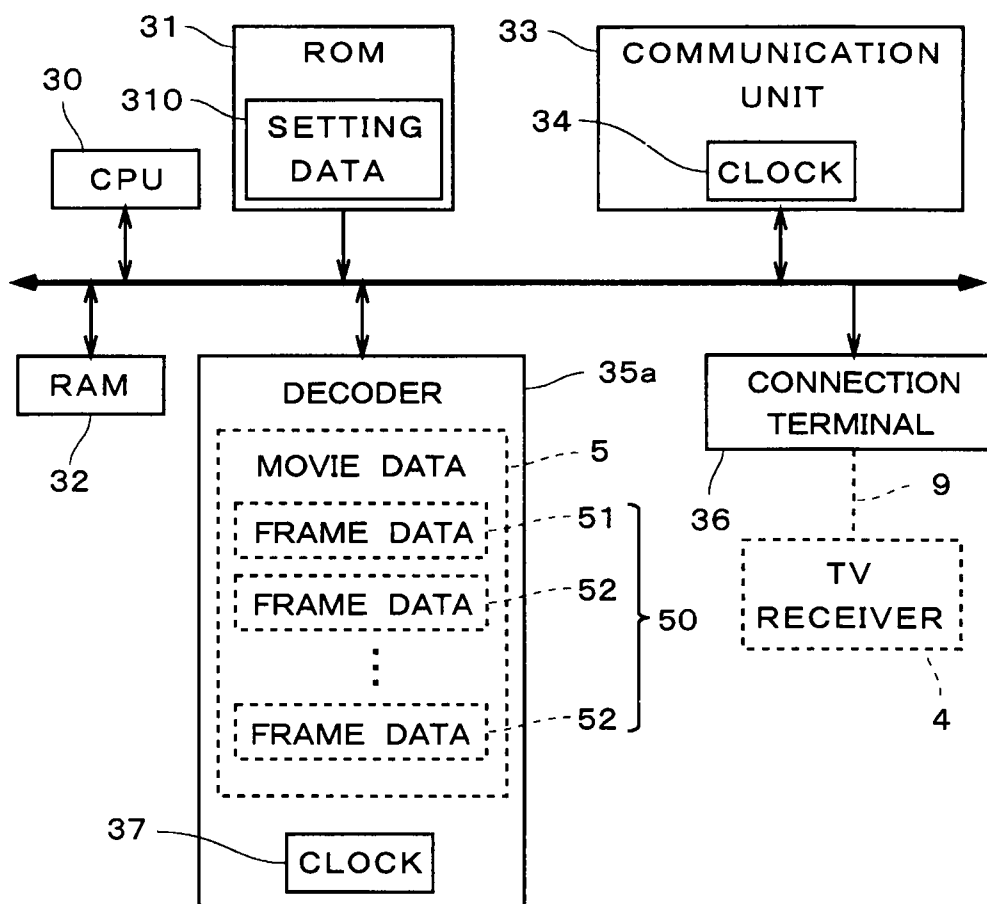 31
ROM
310
SETTING
DATA
30
CPU
33
COMMUNICATION
UNIT
34
CLOCK
RAM
32
DECODER
35a
MOVIE DATA
5
FRAME DATA
51
FRAME DATA
52
50
FRAME DATA
52
37
CLOCK
CONNECTION
TERMINAL
36
9
TV
RECEIVER
4